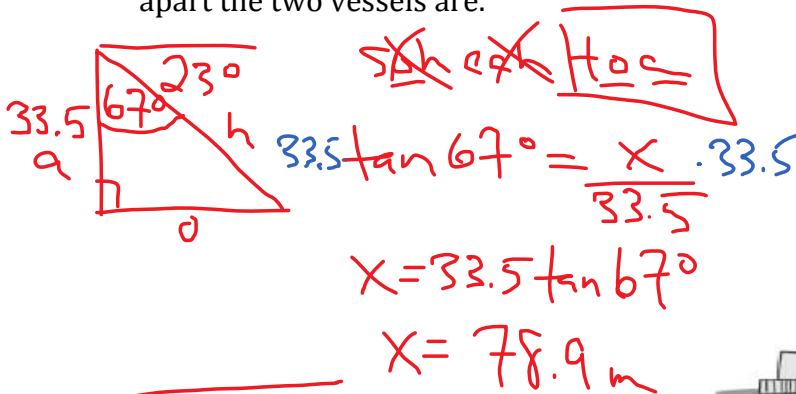 apart the two vessels are.
soh cah Toa
23°
67°
33.5
a
h
o
33.5 tan 67° = x/33.5 · 33.5
x = 33.5 tan 67°
x = 78.9 m